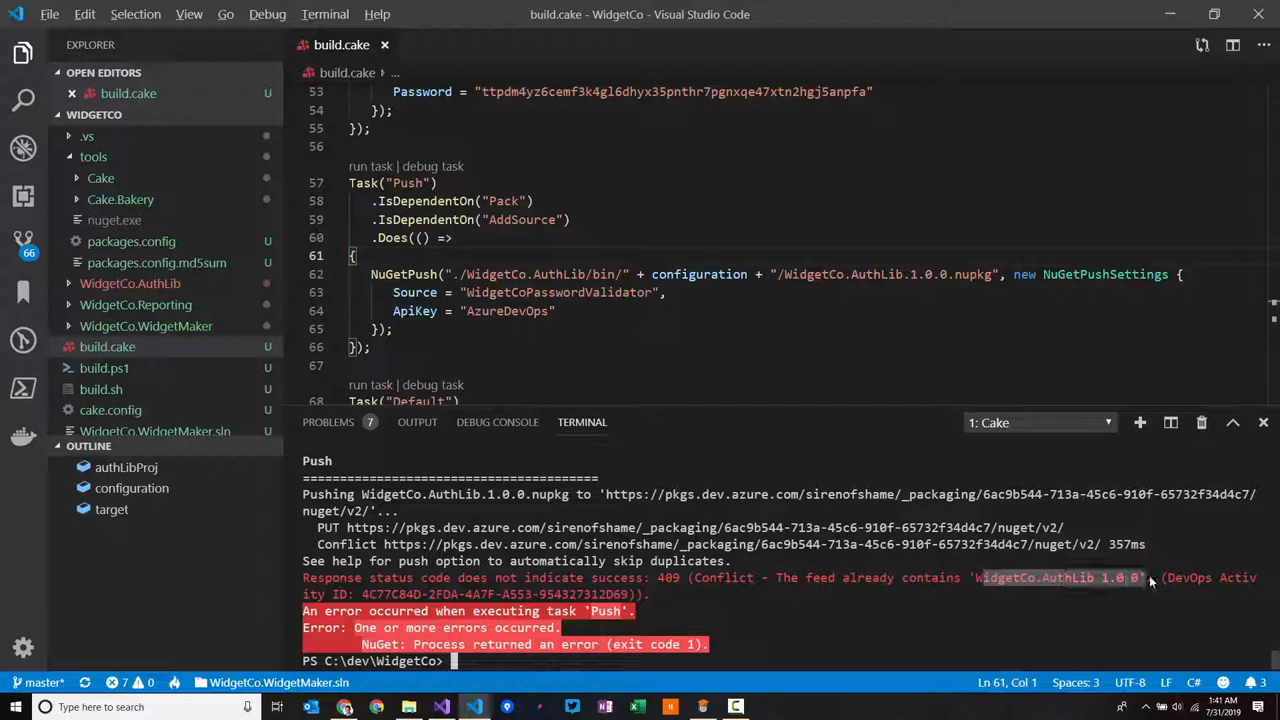 File Edit Selection View Go Debug Terminal Help
build.cake - WidgetCo - Visual Studio Code
EXPLORER
OPEN EDITORS
build.cake U
WIDGETCO
.vs
tools
Cake
Cake.Bakery
nuget.exe
packages.config
packages.config.md5sum
WidgetCo.AuthLib
WidgetCo.Reporting
WidgetCo.WidgetMaker
build.cake U
build.ps1 U
build.sh U
cake.config U
WidgetCo.WidgetMaker.sln U
OUTLINE
authLibProj
configuration
target
66
build.cake
build.cake > ...
53 Password = "ttpdm4yz6cemf3k4gl6dhyx35pnthr7pgnxqe47xtn2hgj5anpfa"
54 });
55 });
56
run task | debug task
57 Task("Push")
58 .IsDependentOn("Pack")
59 .IsDependentOn("AddSource")
60 .Does(() =>
61 {
62 NuGetPush("./WidgetCo.AuthLib/bin/" + configuration + "/WidgetCo.AuthLib.1.0.0.nupkg", new NuGetPushSettings {
63 Source = "WidgetCoPasswordValidator",
64 ApiKey = "AzureDevOps"
65 });
66 });
67
run task | debug task
Task("Default")
PROBLEMS 7 OUTPUT DEBUG CONSOLE TERMINAL 1: Cake
Push
========================================
Pushing WidgetCo.AuthLib.1.0.0.nupkg to 'https://pkgs.dev.azure.com/sirenofshame/_packaging/6ac9b544-713a-45c6-910f-65732f34d4c7/
nuget/v2/'...
PUT https://pkgs.dev.azure.com/sirenofshame/_packaging/6ac9b544-713a-45c6-910f-65732f34d4c7/nuget/v2/
Conflict https://pkgs.dev.azure.com/sirenofshame/_packaging/6ac9b544-713a-45c6-910f-65732f34d4c7/nuget/v2/ 357ms
See help for push option to automatically skip duplicates.
Response status code does not indicate success: 409 (Conflict - The feed already contains 'WidgetCo.AuthLib 1.0.0'. (DevOps Activ
ity ID: 4C77C84D-2FDA-4A7F-A553-954327312D69)).
An error occurred when executing task 'Push'.
Error: One or more errors occurred.
NuGet: Process returned an error (exit code 1).
PS C:\dev\WidgetCo>
master* 7 0 WidgetCo.WidgetMaker.sln Ln 61, Col 1 Spaces: 3 UTF-8 LF C# 3
Type here to search
1:41 AM
7/31/2019